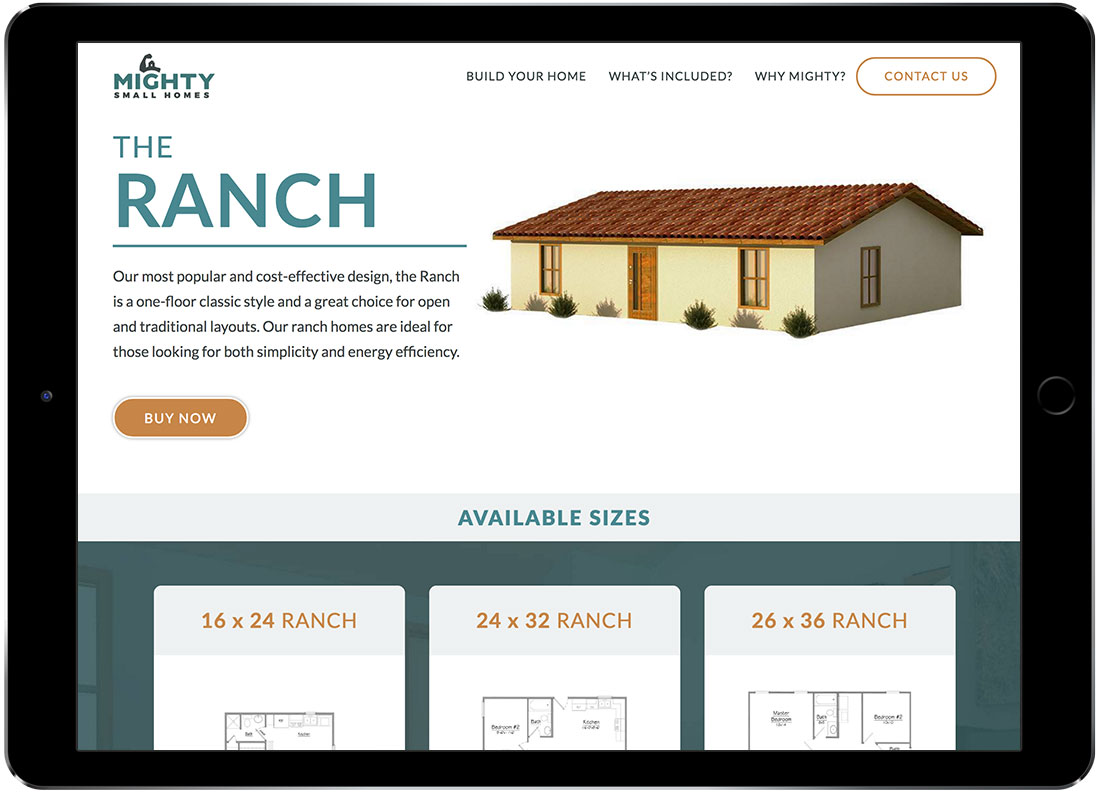 MIGHTY
SMALL HOMES
BUILD YOUR HOME
WHAT'S INCLUDED?
WHY MIGHTY?
CONTACT US
THE
RANCH
Our most popular and cost-effective design, the Ranch
is a one-floor classic style and a great choice for open
and traditional layouts. Our ranch homes are ideal for
those looking for both simplicity and energy efficiency.
BUY NOW
AVAILABLE SIZES
16 x 24 RANCH
24 x 32 RANCH
26 x 36 RANCH
Bath
Kitchen
Bedroom #2
Bath
Kitchen
Master
Bedroom
Bath
Bedroom #2
Bath